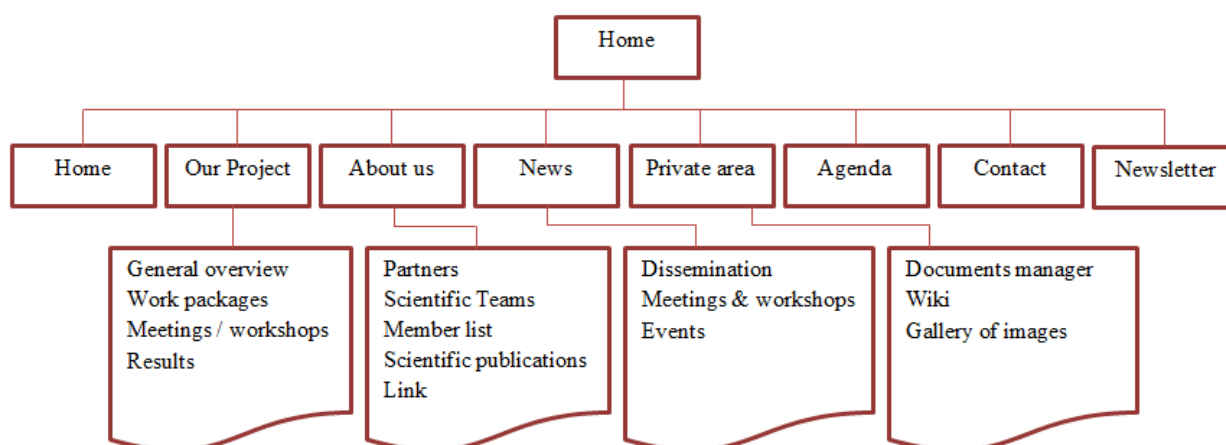 Home
Home
Our Project
About us
News
Private area
Agenda
Contact
Newsletter
General overview
Work packages
Meetings / workshops
Results
Partners
Scientific Teams
Member list
Scientific publications
Link
Dissemination
Meetings & workshops
Events
Documents manager
Wiki
Gallery of images